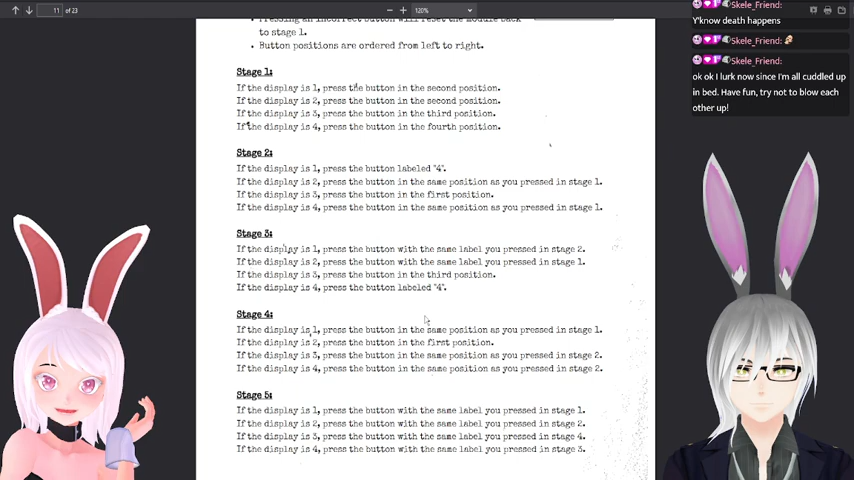 11 of 23
120%
Pressing an incorrect button will reset the module back
to stage 1.
Button positions are ordered from left to right.
Stage 1:
If the display is 1, press the button in the second position.
If the display is 2, press the button in the second position.
If the display is 3, press the button in the third position.
If the display is 4, press the button in the fourth position.
Stage 2:
If the display is 1, press the button labeled "4".
If the display is 2, press the button in the same position as you pressed in stage 1.
If the display is 3, press the button in the first position.
If the display is 4, press the button in the same position as you pressed in stage 1.
Stage 3:
If the display is 1, press the button with the same label you pressed in stage 2.
If the display is 2, press the button with the same label you pressed in stage 1.
If the display is 3, press the button in the third position.
If the display is 4, press the button labeled "4".
Stage 4:
If the display is 1, press the button in the same position as you pressed in stage 1.
If the display is 2, press the button in the first position.
If the display is 3, press the button in the same position as you pressed in stage 2.
If the display is 4, press the button in the same position as you pressed in stage 2.
Stage 5:
If the display is 1, press the button with the same label you pressed in stage 1.
If the display is 2, press the button with the same label you pressed in stage 2.
If the display is 3, press the button with the same label you pressed in stage 4.
If the display is 4, press the button with the same label you pressed in stage 3.
Skele_Friend:
Y'know death happens
Skele_Friend:
Skele_Friend:
ok ok I lurk now since I'm all cuddled up
in bed. Have fun, try not to blow each
other up!